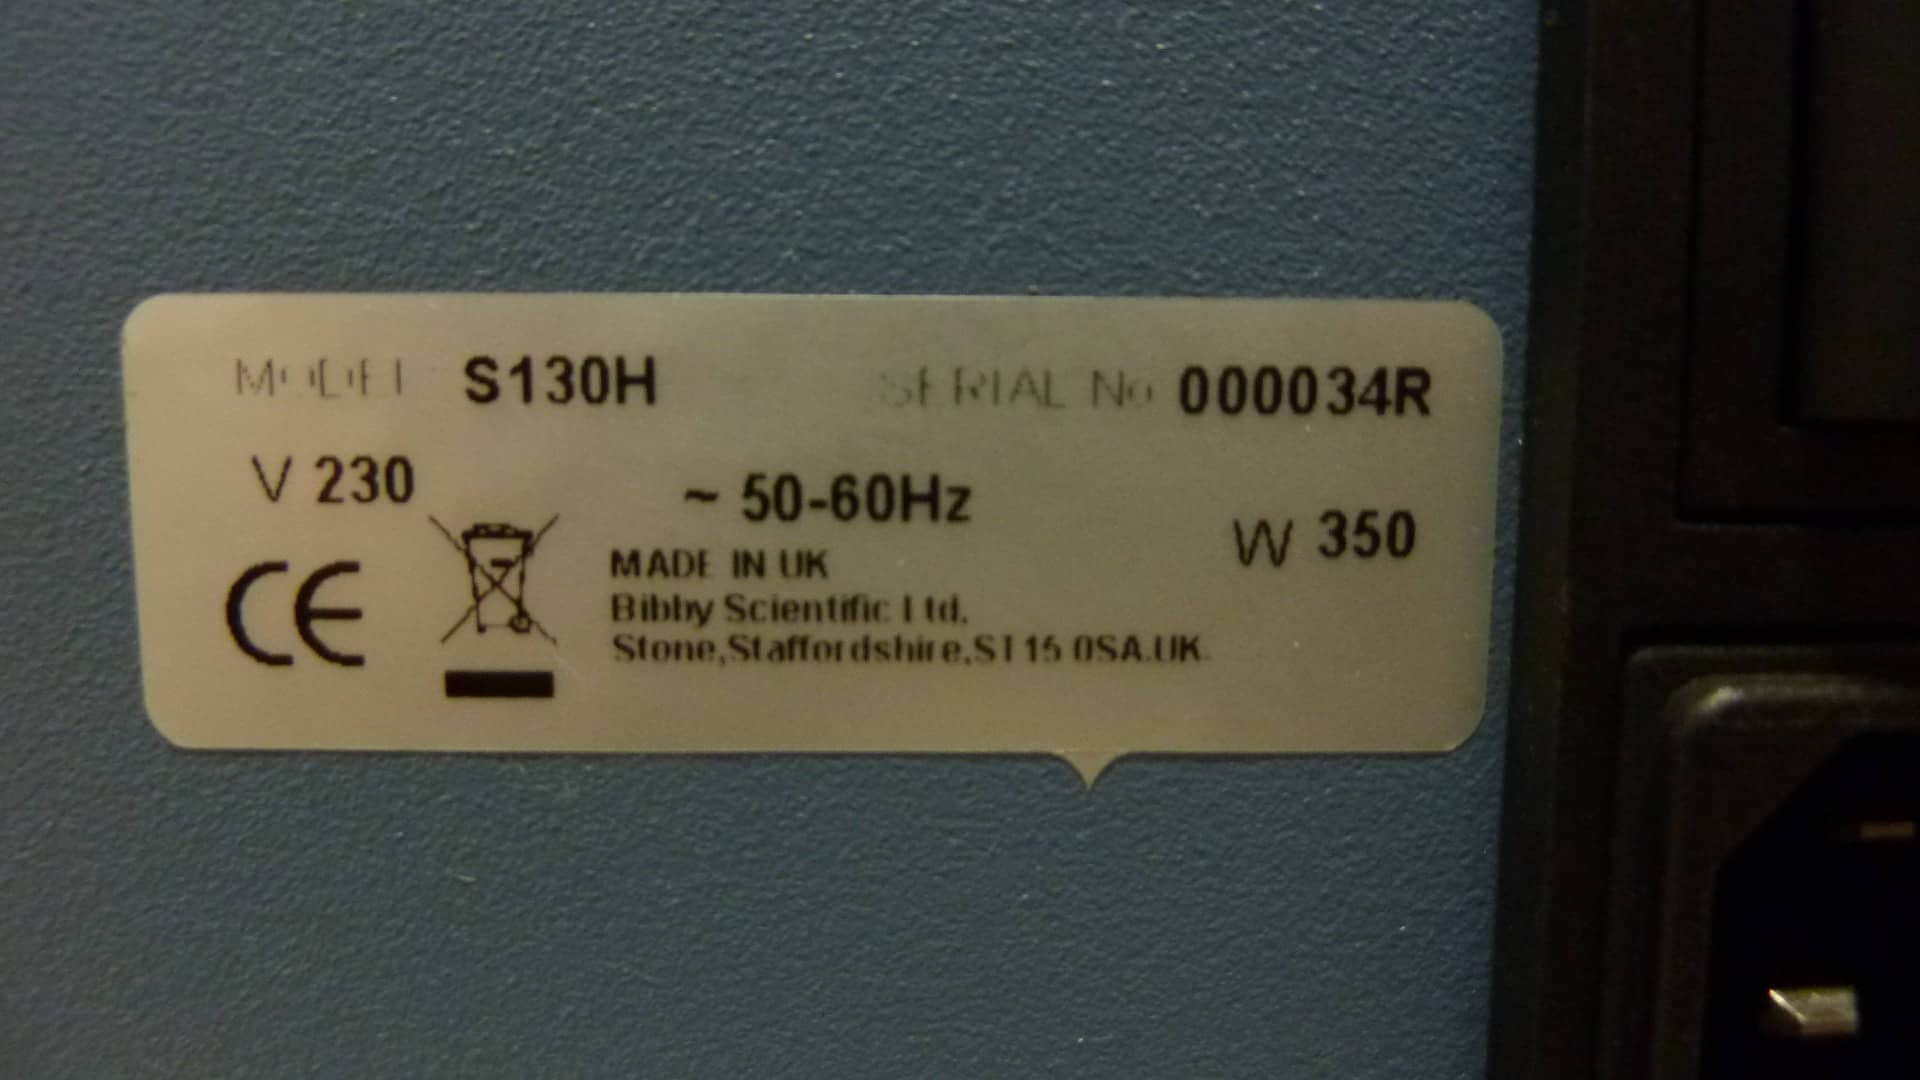 MODEL S130H SERIAL No 000034R
V 230 ~ 50-60Hz W 350
CE
MADE IN UK
Bibby Scientific Ltd.
Stone,Staffordshire,ST15 0SA.UK.